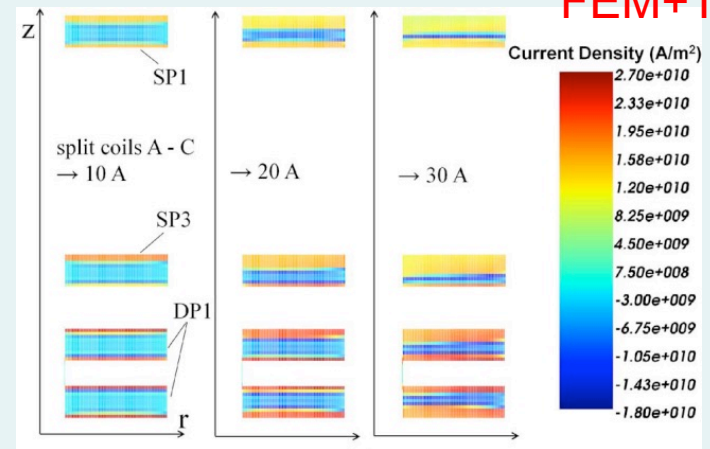 FEM+
z
SP1
split coils A - C
→ 10 A
→ 20 A
→ 30 A
SP3
DP1
r
Current Density (A/m²)
2.70e+010
2.33e+010
1.95e+010
1.58e+010
1.20e+010
8.25e+009
4.50e+009
7.50e+008
-3.00e+009
-6.75e+009
-1.05e+010
-1.43e+010
-1.80e+010